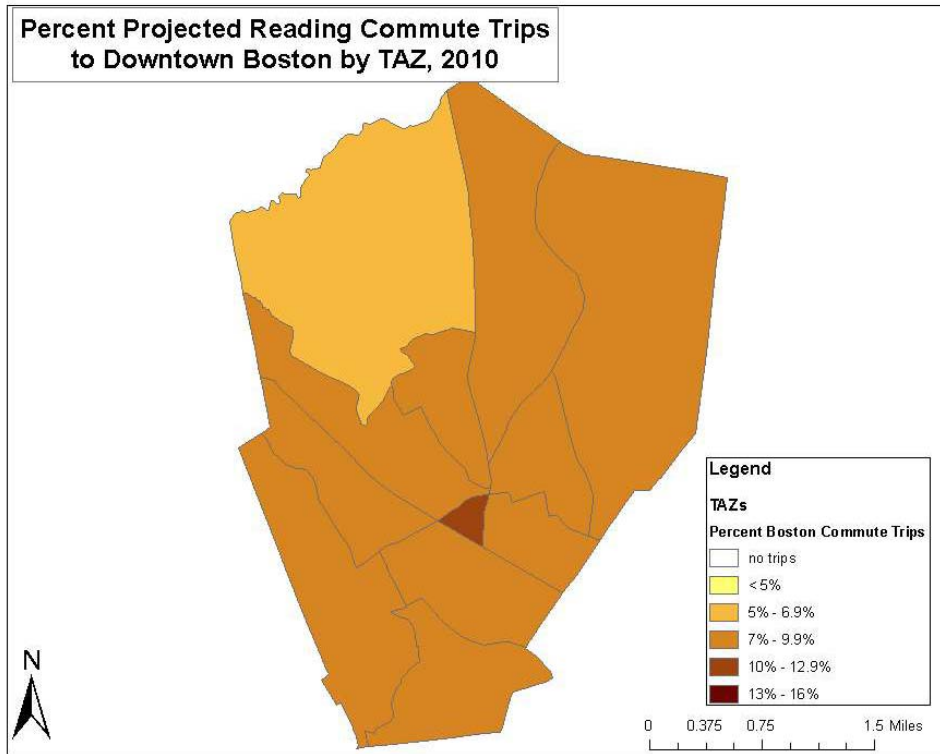 Percent Projected Reading Commute Trips
to Downtown Boston by TAZ, 2010
Legend
TAZs
Percent Boston Commute Trips
no trips
< 5%
5% - 6.9%
7% - 9.9%
10% - 12.9%
13% - 16%
N
0 0.375 0.75 1.5 Miles